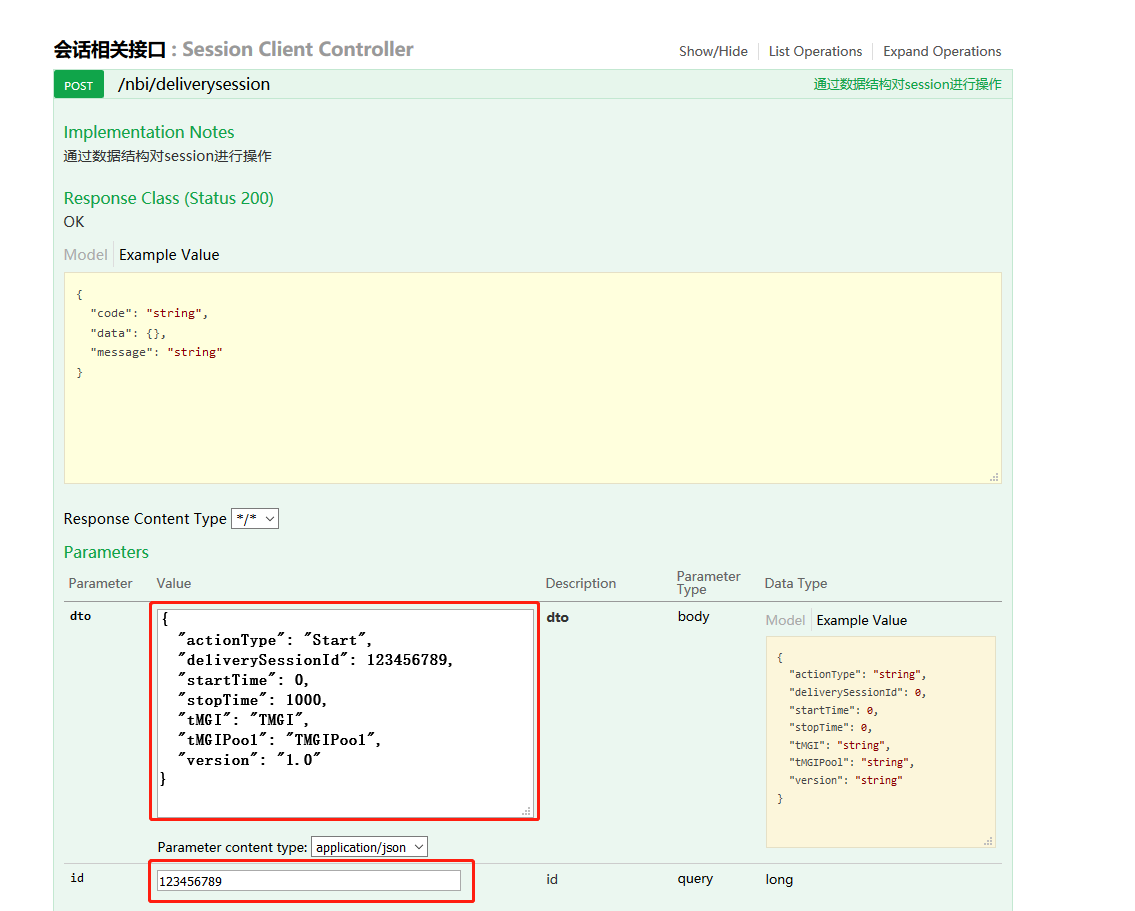 会话相关接口 : Session Client Controller
Show/Hide List Operations Expand Operations
POST /nbi/deliverysession 通过数据结构对session进行操作
Implementation Notes
通过数据结构对session进行操作
Response Class (Status 200)
OK
Model Example Value
{
"code": "string",
"data": {},
"message": "string"
}
Response Content Type */*
Parameters
Parameter Value Description Parameter Type Data Type
dto
{
"actionType": "Start",
"deliverySessionId": 123456789,
"startTime": 0,
"stopTime": 1000,
"tMGI": "TMGI",
"tMGIPool": "TMGIPool",
"version": "1.0"
}
dto body
Model Example Value
{
"actionType": "string",
"deliverySessionId": 0,
"startTime": 0,
"stopTime": 0,
"tMGI": "string",
"tMGIPool": "string",
"version": "string"
}
Parameter content type: application/json
id 123456789 id query long